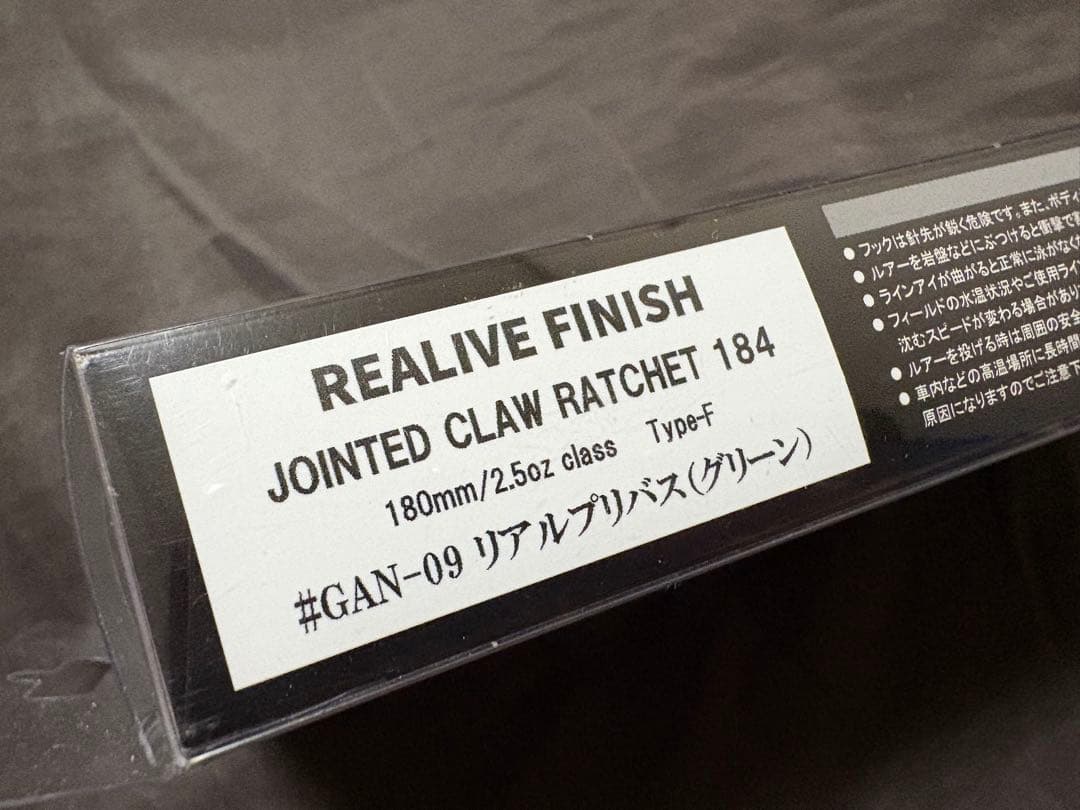 REALIVE FINISH
JOINTED CLAW RATCHET 184
180mm/2.5oz class Type-F
#GAN-09 リアルプリバス(グリーン)
●フックは針先が鋭く危険です。また、ボディ
●ルアーを岩盤などにぶつけると衝撃で
●ラインアイが曲がると正常に泳がなく
●フィールドの水温状況やご使用ライ
沈むスピードが変わる場合があり
●ルアーを投げる時は周囲の安全
●車内などの高温場所に長時間
原因になりますのでご注意下